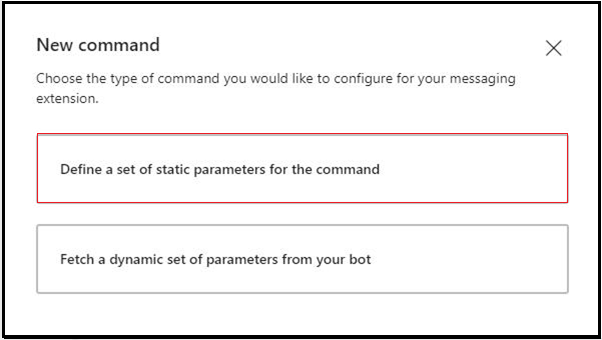 New command
Choose the type of command you would like to configure for your messaging
extension.
Define a set of static parameters for the command
Fetch a dynamic set of parameters from your bot